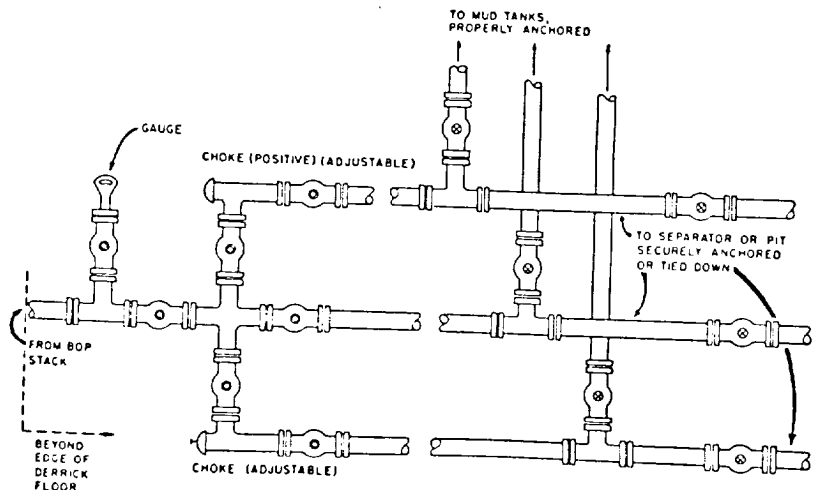 TO MUD TANKS,
PROPERLY ANCHORED
GAUGE
CHOKE (POSITIVE) (ADJUSTABLE)
TO SEPARATOR OR PIT
SECURELY ANCHORED
OR TIED DOWN
FROM BOP
STACK
BEYOND
EDGE OF
DERRICK
FLOOR
CHOKE (ADJUSTABLE)